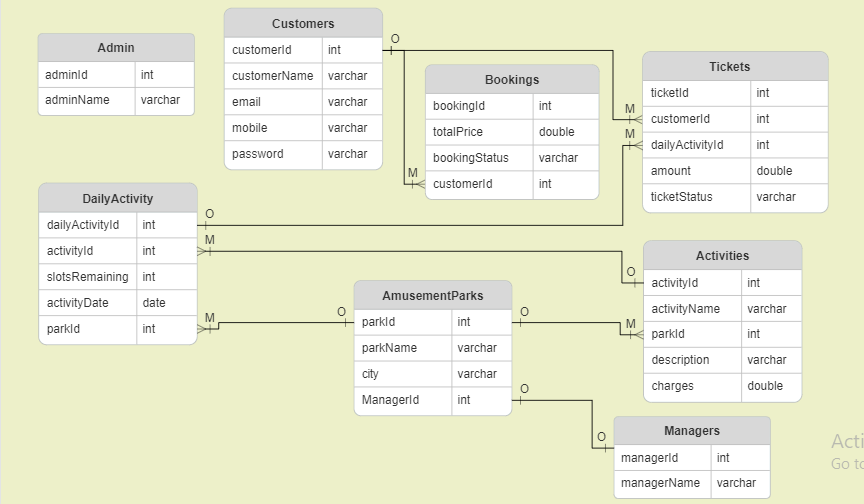 Admin
adminId int
adminName varchar
Customers
customerId int
customerName varchar
email varchar
mobile varchar
password varchar
O
Bookings
bookingId int
totalPrice double
bookingStatus varchar
M
customerId int
Tickets
ticketId int
M
customerId int
M
dailyActivityId int
amount double
ticketStatus varchar
DailyActivity
dailyActivityId int
O
activityId int
M
slotsRemaining int
activityDate date
parkId int
M
AmusementParks
O
parkId int
O
parkName varchar
city varchar
ManagerId int
O
Activities
O
activityId int
activityName varchar
M
parkId int
description varchar
charges double
Managers
O
managerId int
managerName varchar
Acti
Go to